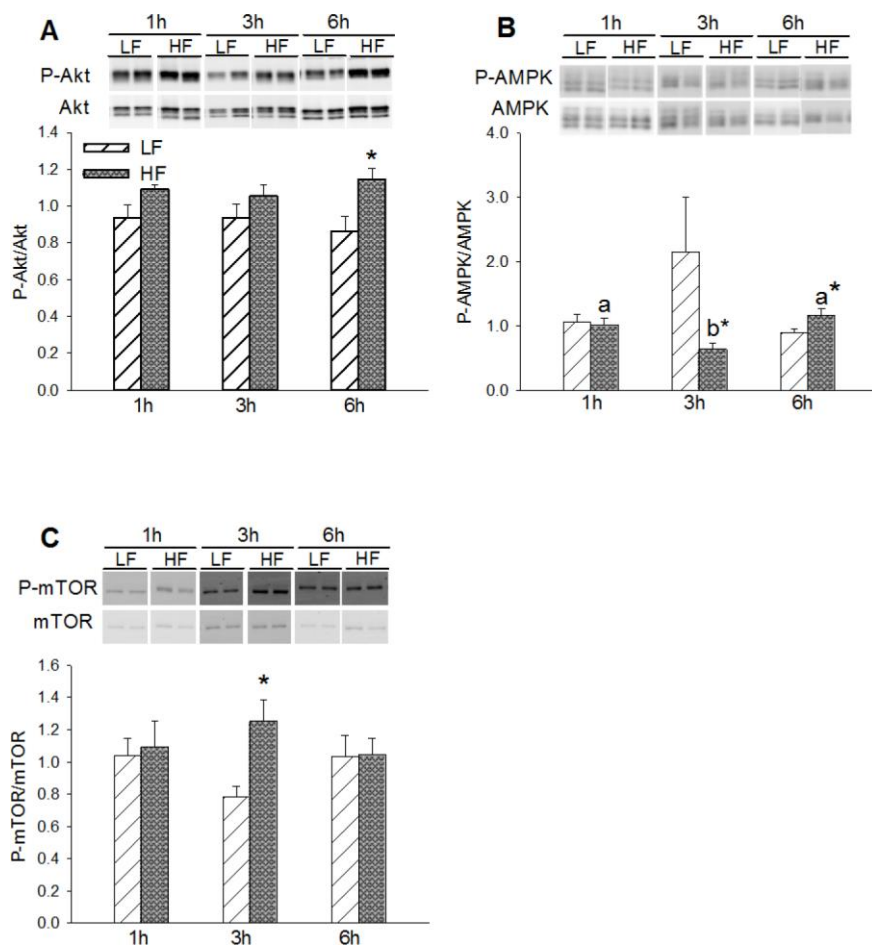 A
1h 3h 6h
LF HF LF HF LF HF
P-Akt
Akt
1.4
1.2
1.0
0.8
0.6
0.4
0.2
0.0
P-Akt/Akt
LF
HF
*
1h 3h 6h
B
1h 3h 6h
LF HF LF HF LF HF
P-AMPK
AMPK
4.0
3.0
2.0
1.0
0.0
P-AMPK/AMPK
a b* a*
1h 3h 6h
C
1h 3h 6h
LF HF LF HF LF HF
P-mTOR
mTOR
1.6
1.4
1.2
1.0
0.8
0.6
0.4
0.2
0.0
P-mTOR/mTOR
*
1h 3h 6h